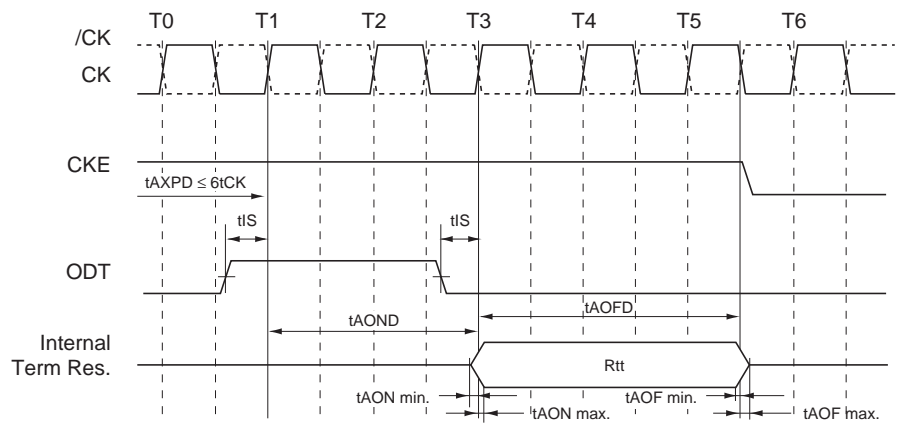 T0 T1 T2 T3 T4 T5 T6
/CK
CK
CKE
tAXPD ≤ 6tCK
tIS tIS
ODT
tAOND tAOFD
Internal
Term Res.
Rtt
tAON min. tAOF min.
tAON max. tAOF max.